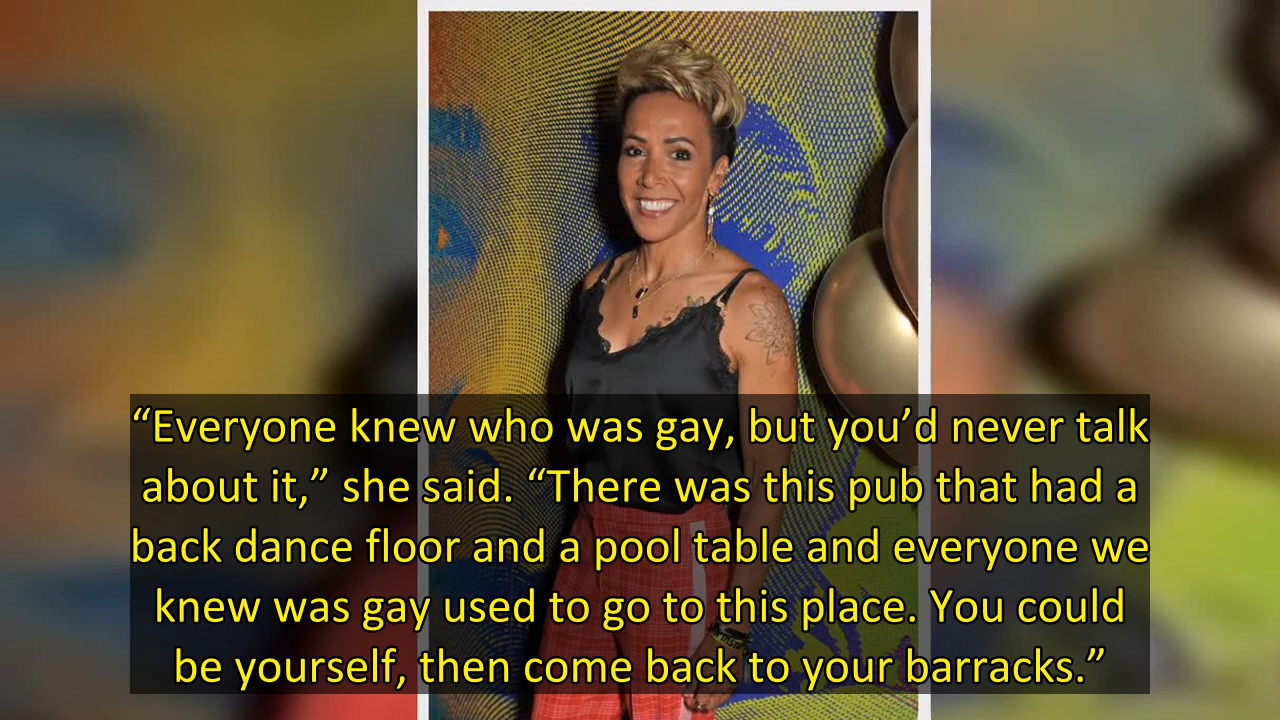 “Everyone knew who was gay, but you’d never talk
about it,” she said. “There was this pub that had a
back dance floor and a pool table and everyone we
knew was gay used to go to this place. You could
be yourself, then come back to your barracks.”